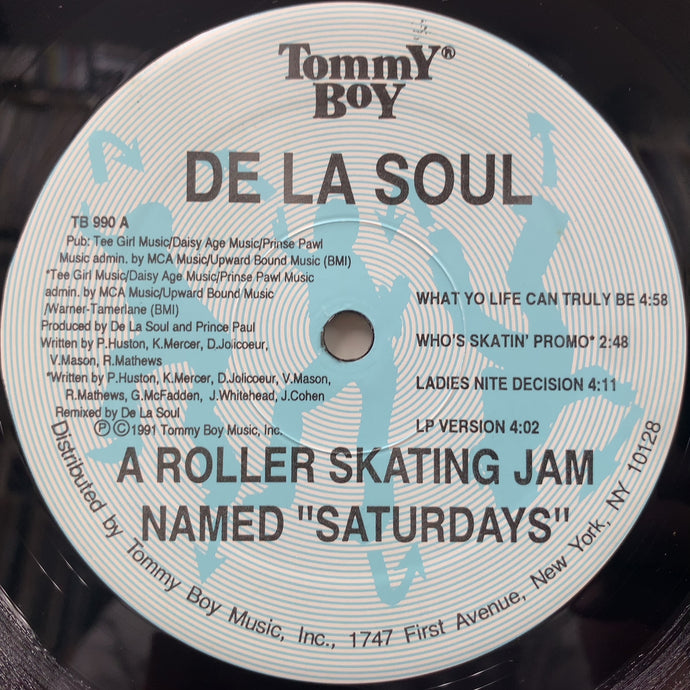 Tommy®
Boy
DE LA SOUL
TB 990 A
Pub: Tee Girl Music/Daisy Age Music/Prinse Pawl
Music admin. by MCA Music/Upward Bound Music (BMI)
*Tee Girl Music/Daisy Age Music/Prinse Pawl Music
admin. by MCA Music/Upward Bound Music
/Warner-Tamerlane (BMI)
Produced by De La Soul and Prince Paul
Written by P.Huston, K.Mercer, D.Jolicoeur,
V.Mason, R.Mathews
*Written by P.Huston, K.Mercer, D.Jolicoeur, V.Mason,
R.Mathews, G.McFadden, J.Whitehead, J.Cohen
Remixed by De La Soul
Ⓟ©1991 Tommy Boy Music, Inc.
WHAT YO LIFE CAN TRULY BE 4:58
WHO'S SKATIN' PROMO* 2:48
LADIES NITE DECISION 4:11
LP VERSION 4:02
A ROLLER SKATING JAM
NAMED "SATURDAYS"
Distributed by Tommy Boy Music, Inc., 1747 First Avenue, New York, NY 10128